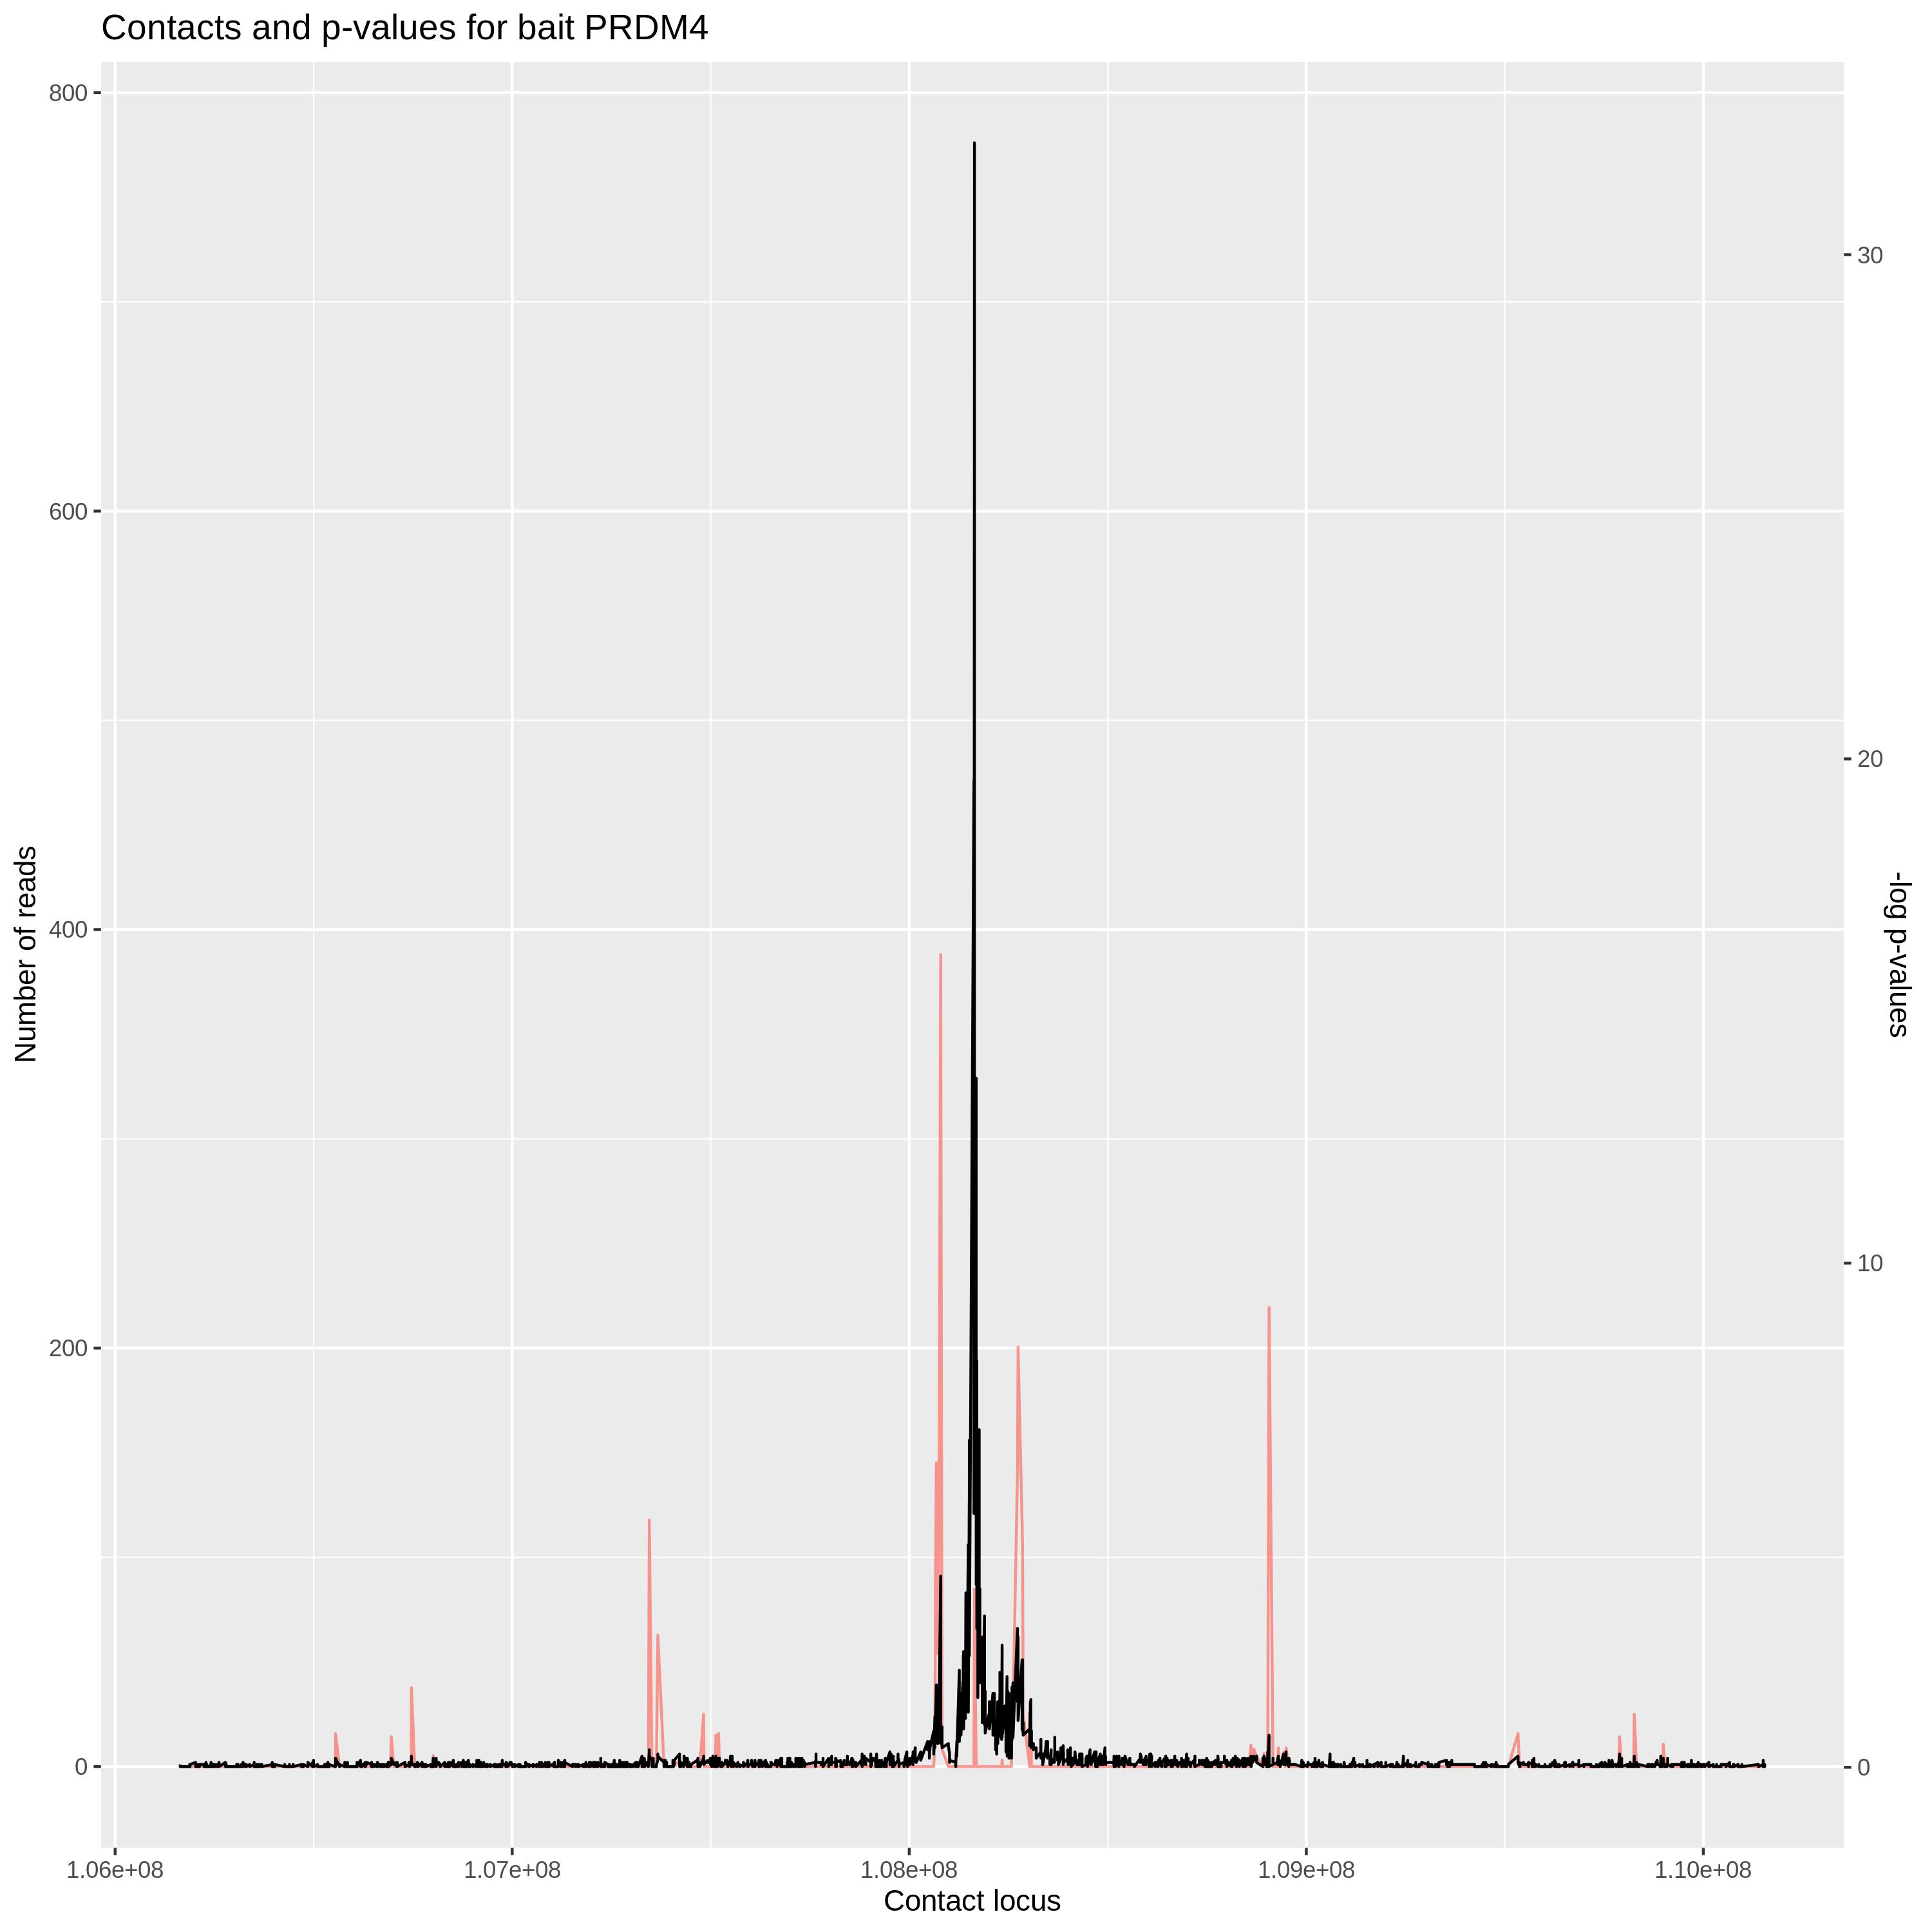 Contacts and p-values for bait PRDM4
800
600
400
200
0
Number of reads
30
20
10
0
-log p-values
1.06e+08
1.07e+08
1.08e+08
1.09e+08
1.10e+08
Contact locus